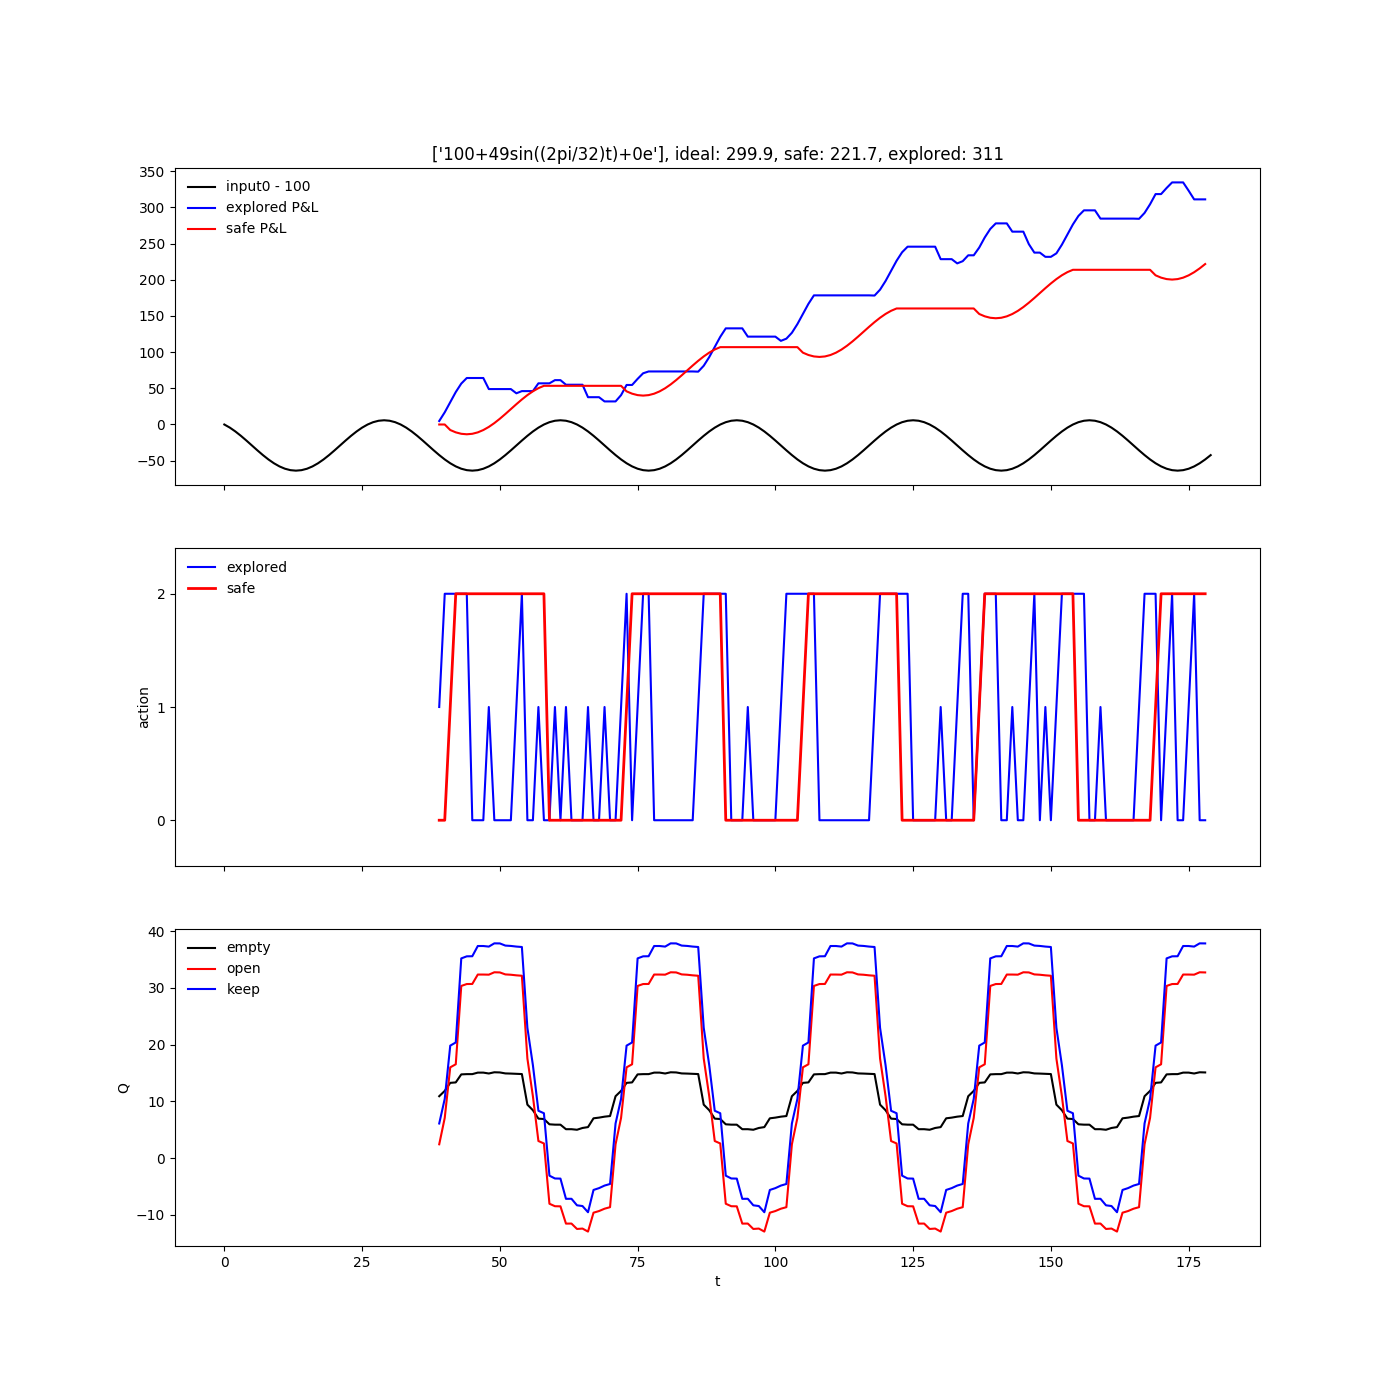 ['100+49sin((2pi/32)t)+0e'], ideal: 299.9, safe: 221.7, explored: 311
350
300
250
200
150
100
50
0
−50
input0 - 100
explored P&L
safe P&L
action
2
1
0
explored
safe
Q
40
30
20
10
0
−10
empty
open
keep
0 25 50 75 100 125 150 175
t